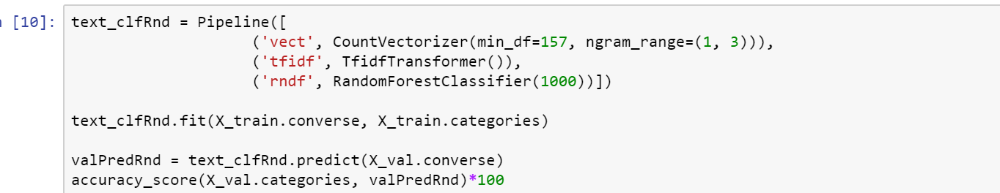 [10]:
text_clfRnd = Pipeline([
('vect', CountVectorizer(min_df=157, ngram_range=(1, 3))),
('tfidf', TfidfTransformer()),
('rndf', RandomForestClassifier(1000))])
text_clfRnd.fit(X_train.converse, X_train.categories)
valPredRnd = text_clfRnd.predict(X_val.converse)
accuracy_score(X_val.categories, valPredRnd)*100